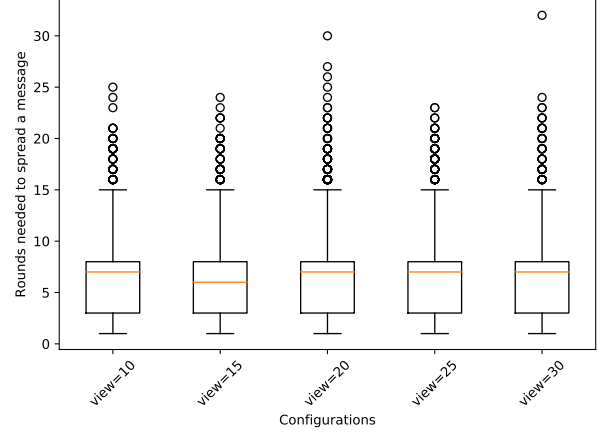 Rounds needed to spread a message
30
25
20
15
10
5
0
view=10
view=15
view=20
view=25
view=30
Configurations